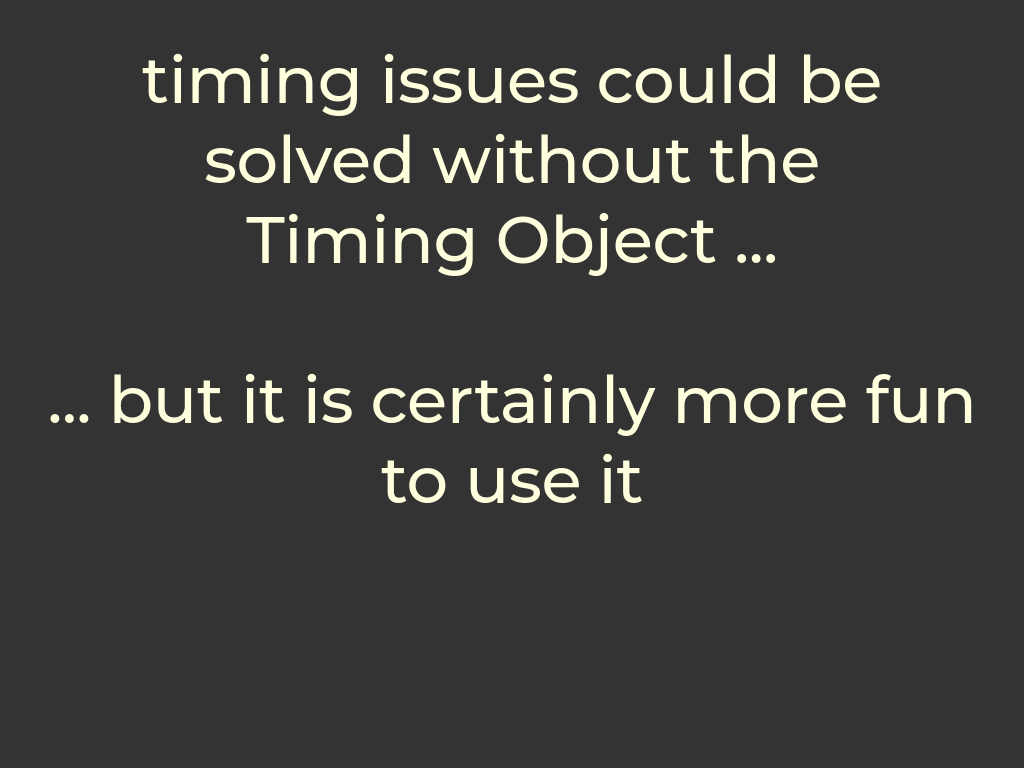 timing issues could be
solved without the
Timing Object ...
... but it is certainly more fun
to use it